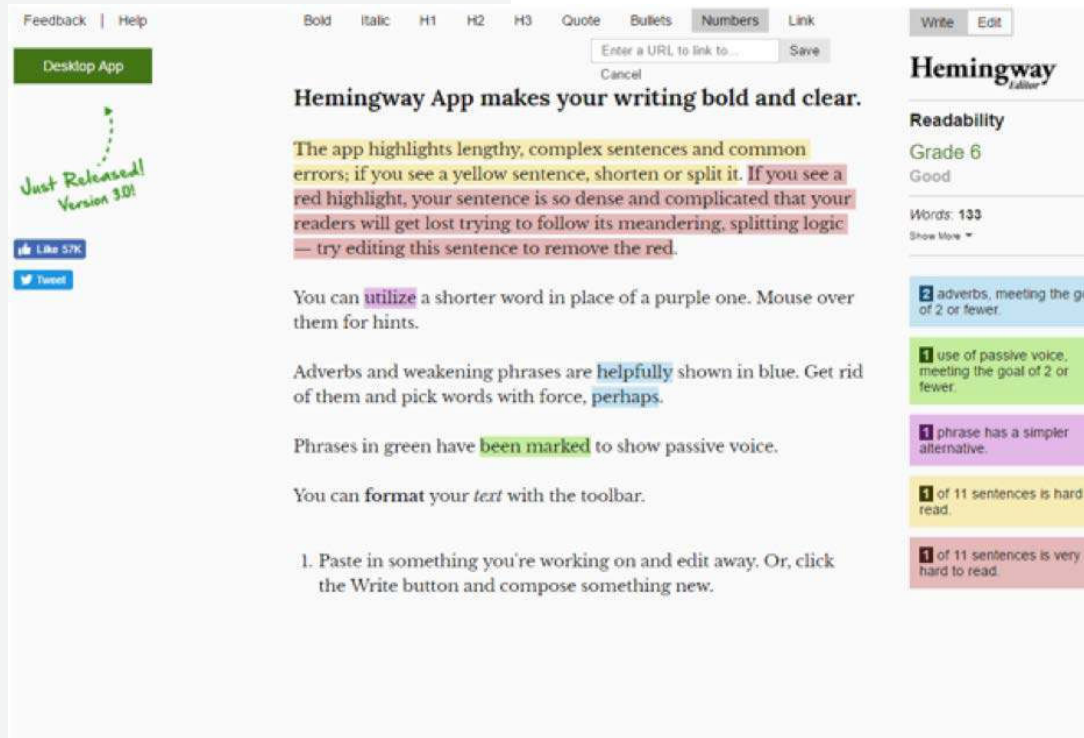 Feedback | Help
Bold Italic H1 H2 H3 Quote Bullets Numbers Link
Write Edit
Enter a URL to link to... Save
Cancel
Desktop App
Just Released!
Version 3.0!
Like 57K
Tweet
Hemingway App makes your writing bold and clear.
The app highlights lengthy, complex sentences and common
errors; if you see a yellow sentence, shorten or split it. If you see a
red highlight, your sentence is so dense and complicated that your
readers will get lost trying to follow its meandering, splitting logic
— try editing this sentence to remove the red.
You can utilize a shorter word in place of a purple one. Mouse over
them for hints.
Adverbs and weakening phrases are helpfully shown in blue. Get rid
of them and pick words with force, perhaps.
Phrases in green have been marked to show passive voice.
You can format your text with the toolbar.
1. Paste in something you're working on and edit away. Or, click
the Write button and compose something new.
Hemingway
Editor
Readability
Grade 6
Good
Words: 133
Show More
2 adverbs, meeting the
of 2 or fewer.
1 use of passive voice,
meeting the goal of 2 or
fewer.
1 phrase has a simpler
alternative.
1 of 11 sentences is hard
read.
1 of 11 sentences is very
hard to read.